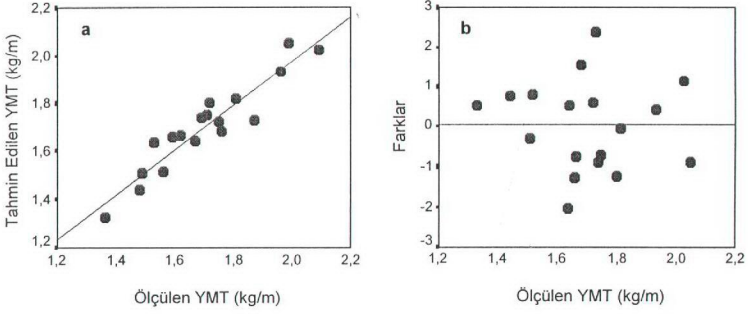 a
Tahmin Edilen YMT (kg/m)
2,2
2,0
1,8
1,6
1,4
1,2
1,2 1,4 1,6 1,8 2,0 2,2
Ölçülen YMT (kg/m)
b
Farklar
3
2
1
0
-1
-2
-3
1,2 1,4 1,6 1,8 2,0 2,2
Ölçülen YMT (kg/m)